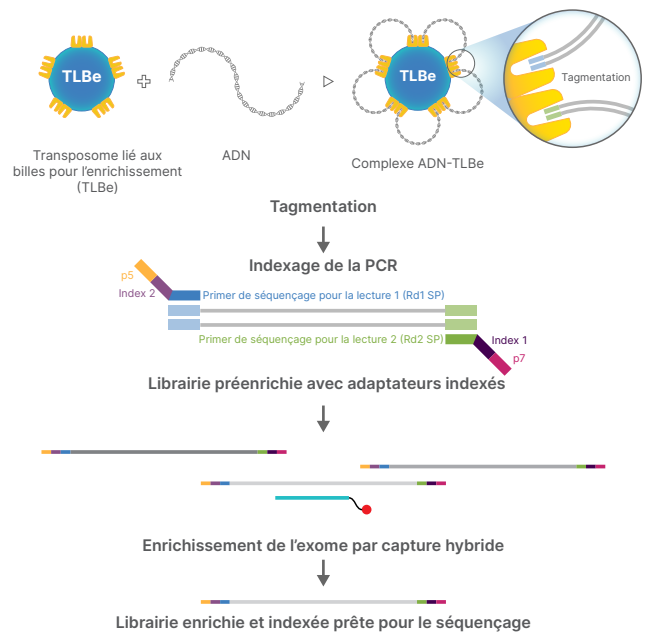 TLBe
TLBe
Tagmentation
Transposome lié aux
billes pour l'enrichissement
(TLBe)
ADN
Complexe ADN-TLBe
Tagmentation
Indexage de la PCR
p5
Index 2
Primer de séquençage pour la lecture 1 (Rd1 SP)
Primer de séquençage pour la lecture 2 (Rd2 SP)
Index 1
p7
Librairie préenrichie avec adaptateurs indexés
Enrichissement de l'exome par capture hybride
Librairie enrichie et indexée prête pour le séquençage